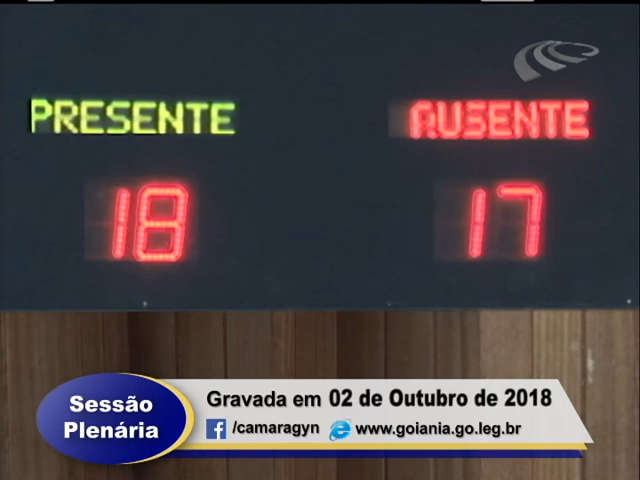 PRESENTE AUSENTE
18 17
Sessão
Plenária
Gravada em 02 de Outubro de 2018
/camaragyn www.goiania.go.leg.br